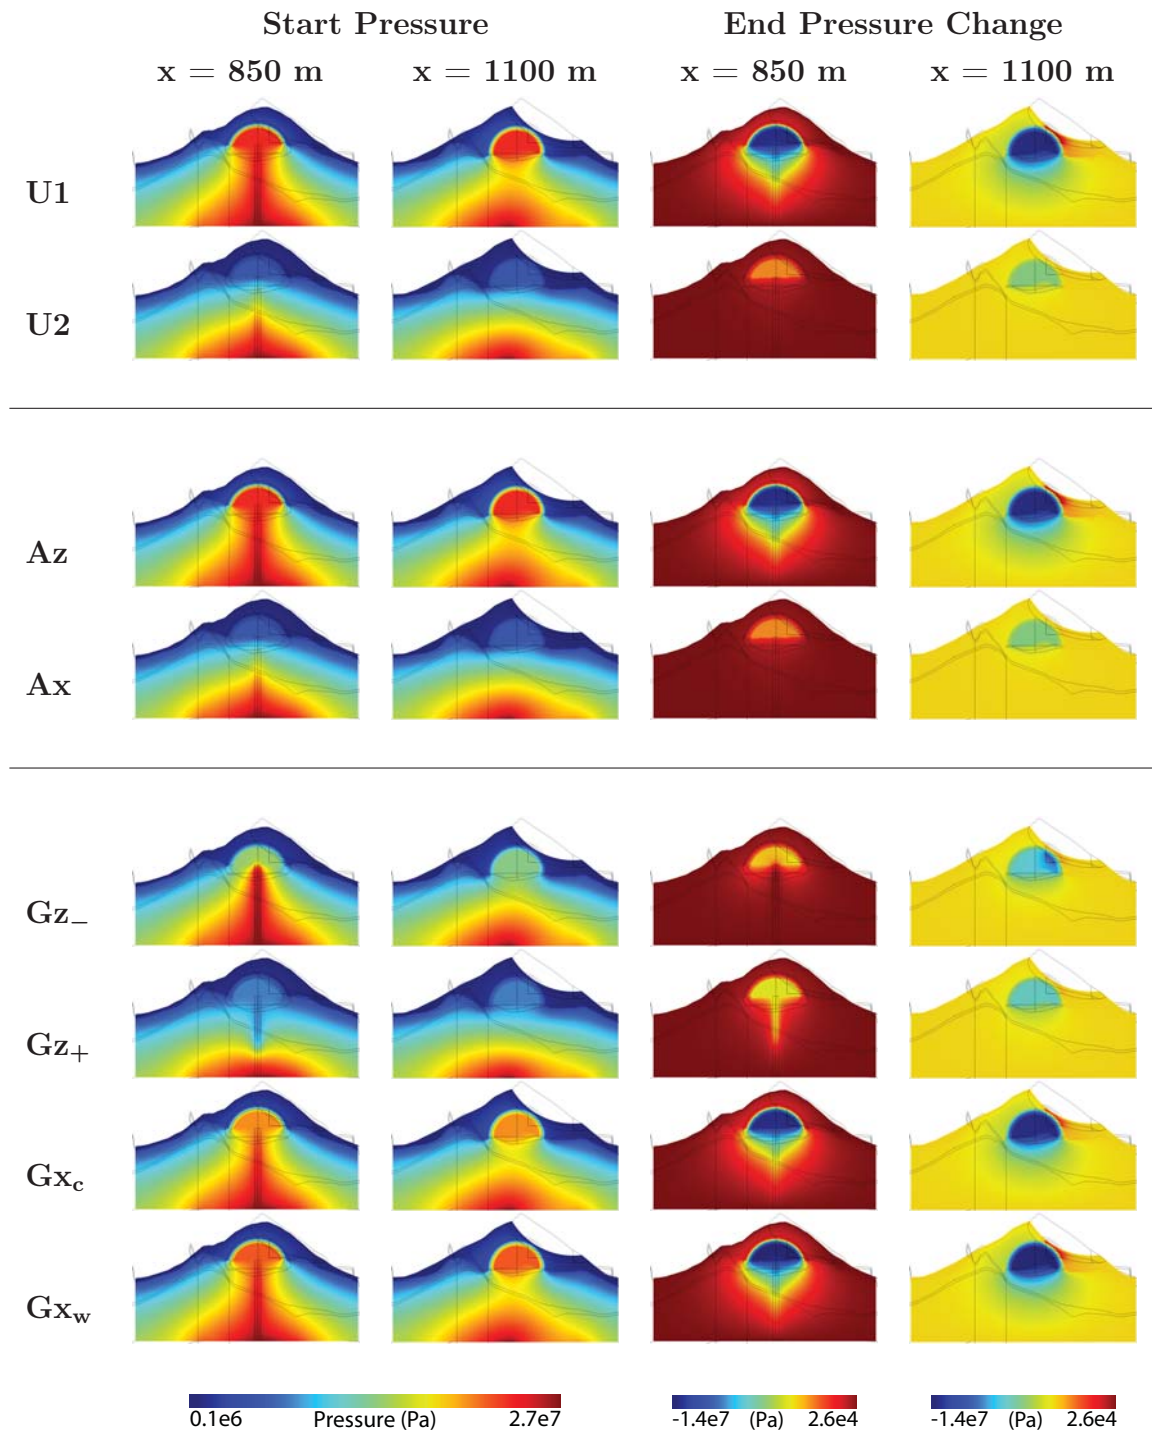 Start Pressure End Pressure Change
x = 850 m x = 1100 m x = 850 m x = 1100 m
U1
U2
Az
Ax
Gz−
Gz+
Gxc
Gxw
0.1e6 Pressure (Pa) 2.7e7 -1.4e7 (Pa) 2.6e4 -1.4e7 (Pa) 2.6e4